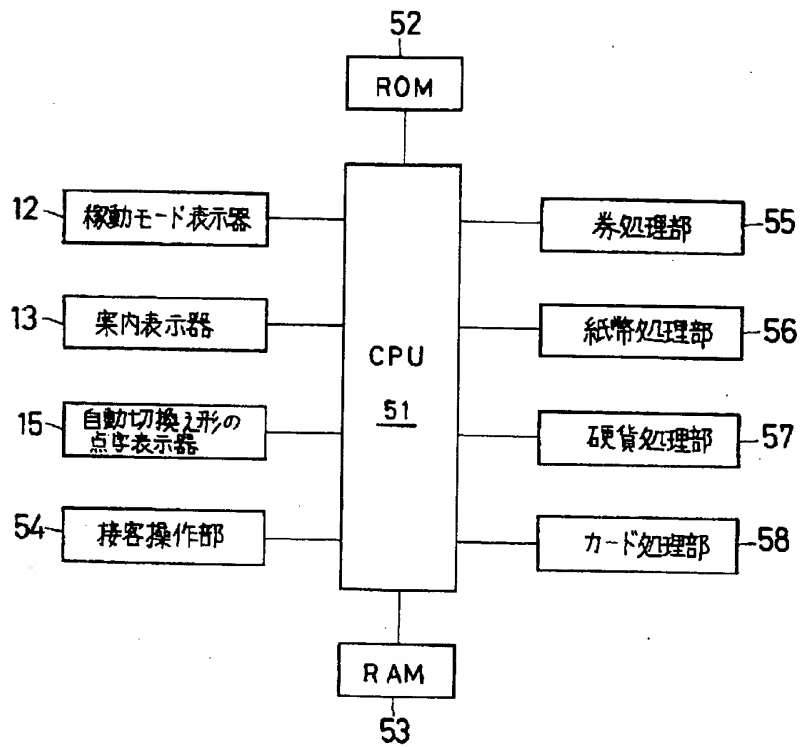 52
ROM
12
稼動モード表示器
13
案内表示器
15
自動切換え形の
点字表示器
54
接客操作部
CPU
51
券処理部
55
紙幣処理部
56
硬貨処理部
57
カード処理部
58
RAM
53